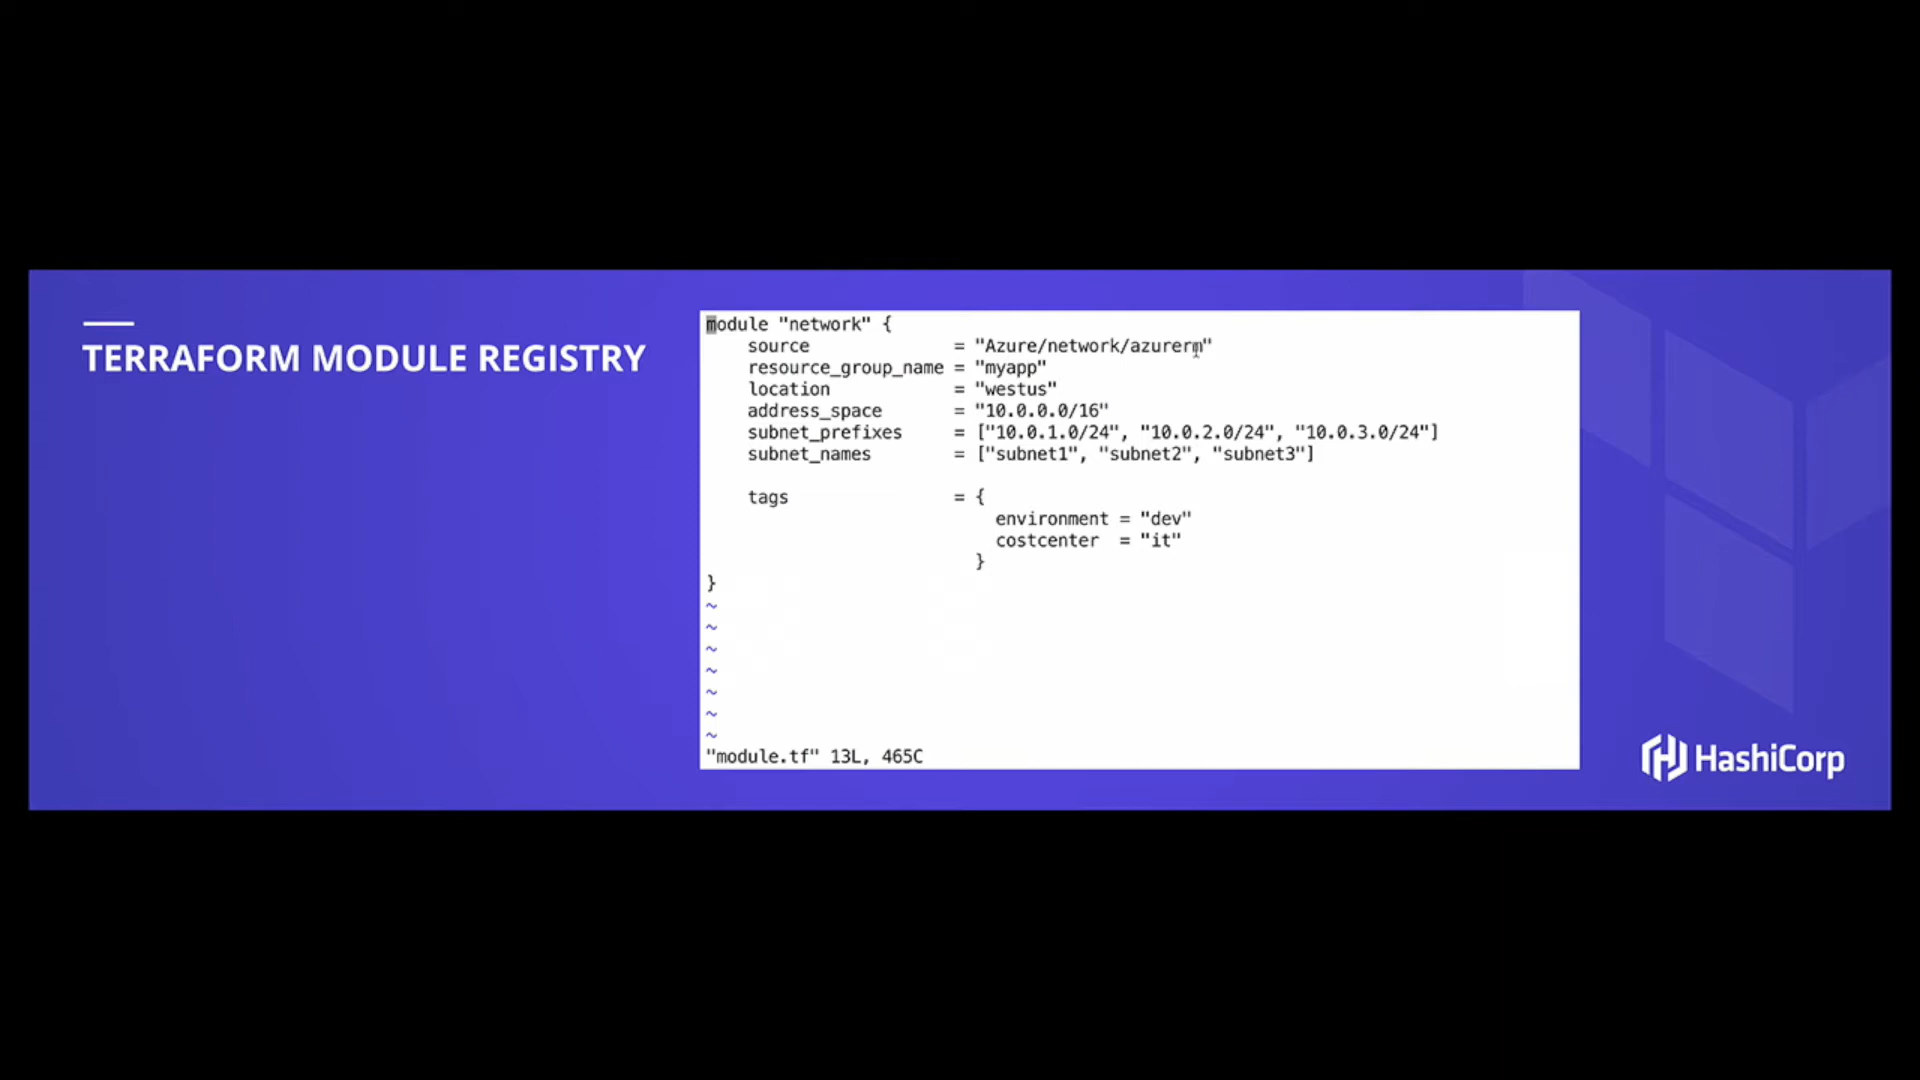 TERRAFORM MODULE REGISTRY
module "network" {
    source              = "Azure/network/azurerm"
    resource_group_name = "myapp"
    location            = "westus"
    address_space       = "10.0.0.0/16"
    subnet_prefixes     = ["10.0.1.0/24", "10.0.2.0/24", "10.0.3.0/24"]
    subnet_names        = ["subnet1", "subnet2", "subnet3"]

    tags                = {
                            environment = "dev"
                            costcenter  = "it"
                          }
}
~
~
~
~
~
~
~
"module.tf" 13L, 465C
HashiCorp